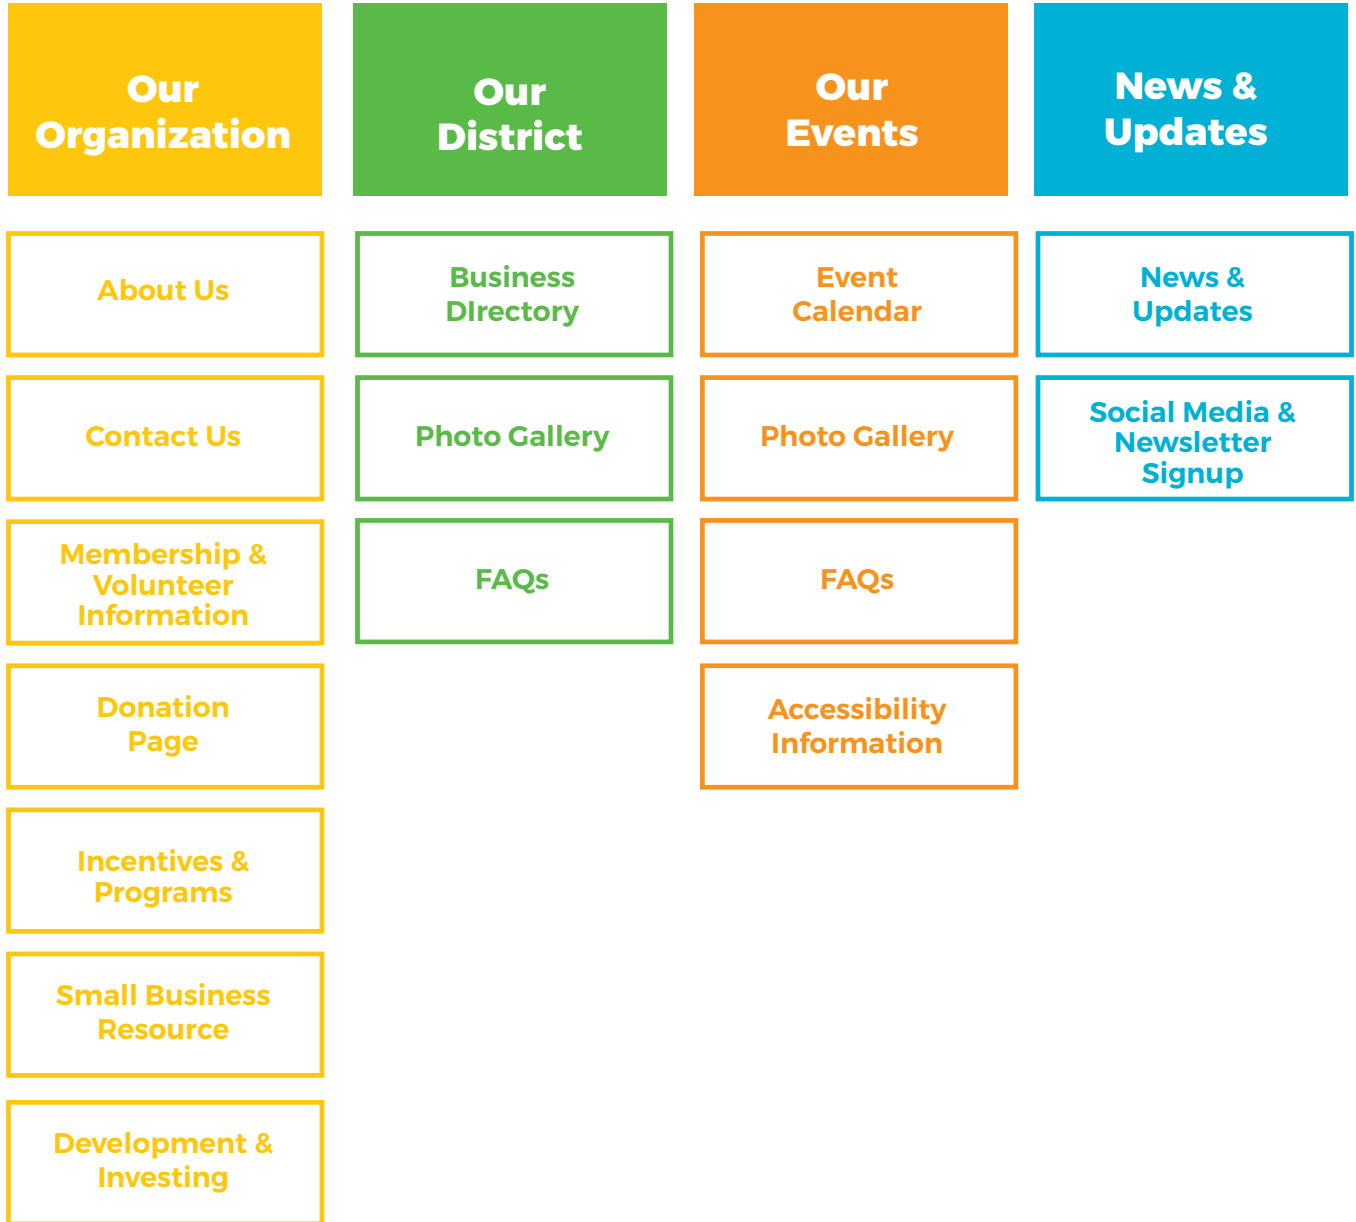 Our
Organization
Our
District
Our
Events
News &
Updates
About Us
Contact Us
Membership &
Volunteer
Information
Donation
Page
Incentives &
Programs
Small Business
Resource
Development &
Investing
Business
DIrectory
Photo Gallery
FAQs
Event
Calendar
Photo Gallery
FAQs
Accessibility
Information
News &
Updates
Social Media &
Newsletter
Signup